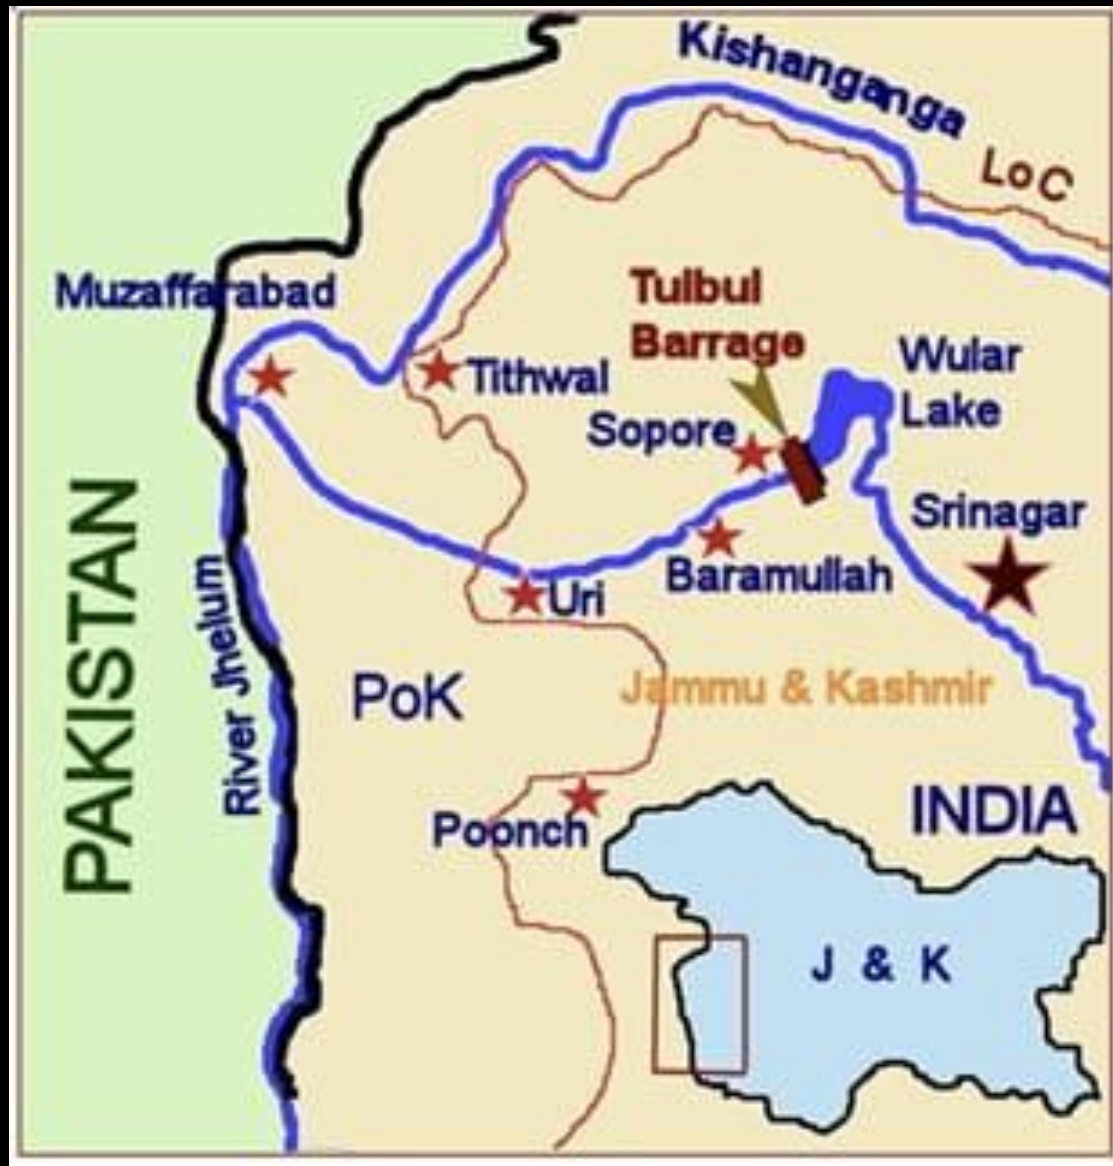 Kishanganga
LoC
Muzaffarabad
Tulbul
Barrage
Wular
Lake
Tithwal
Sopore
Srinagar
Baramullah
Uri
PAKISTAN
River Jhelum
PoK
Jammu & Kashmir
INDIA
Poonch
J & K